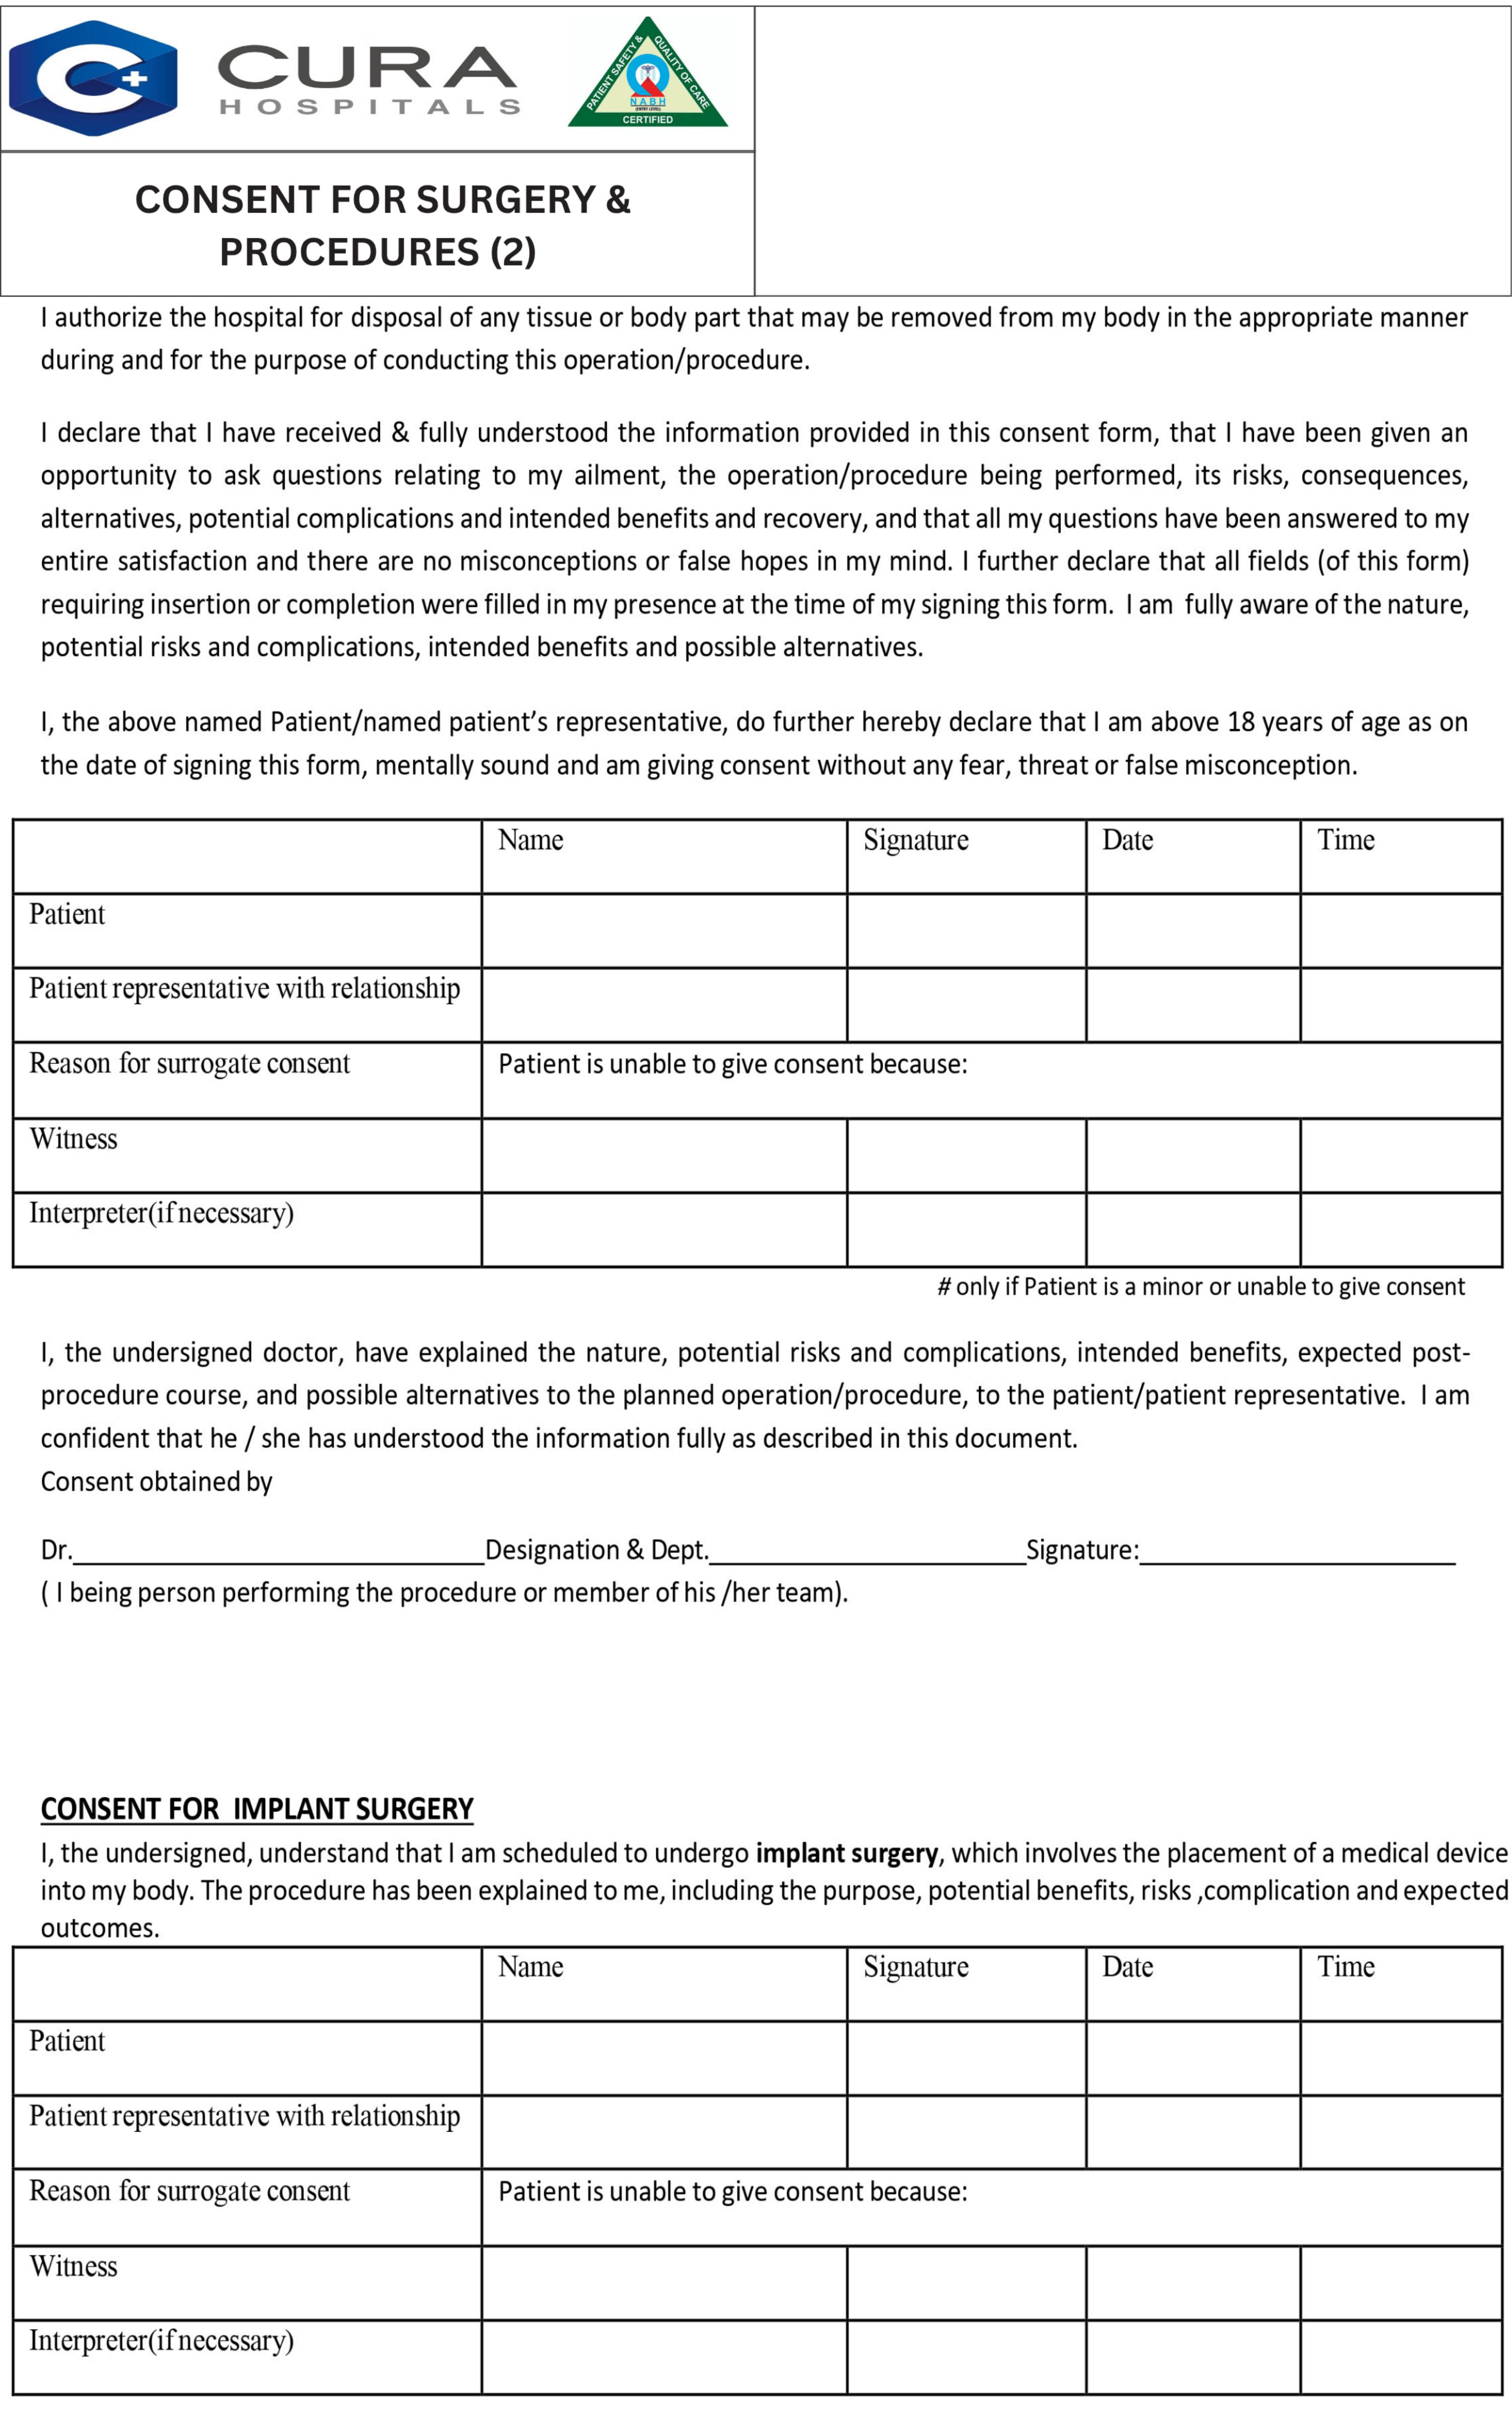 CURA
HOSPITALS
PATIENT SAFETY & QUALITY OF CARE
NABH
(ENTRY LEVEL)
CERTIFIED
CONSENT FOR SURGERY &
PROCEDURES (2)
I authorize the hospital for disposal of any tissue or body part that may be removed from my body in the appropriate manner
during and for the purpose of conducting this operation/procedure.
I declare that I have received & fully understood the information provided in this consent form, that I have been given an
opportunity to ask questions relating to my ailment, the operation/procedure being performed, its risks, consequences,
alternatives, potential complications and intended benefits and recovery, and that all my questions have been answered to my
entire satisfaction and there are no misconceptions or false hopes in my mind. I further declare that all fields (of this form)
requiring insertion or completion were filled in my presence at the time of my signing this form. I am fully aware of the nature,
potential risks and complications, intended benefits and possible alternatives.
I, the above named Patient/named patient’s representative, do further hereby declare that I am above 18 years of age as on
the date of signing this form, mentally sound and am giving consent without any fear, threat or false misconception.
Name Signature Date Time
Patient
Patient representative with relationship
Reason for surrogate consent Patient is unable to give consent because:
Witness
Interpreter(if necessary)
# only if Patient is a minor or unable to give consent
I, the undersigned doctor, have explained the nature, potential risks and complications, intended benefits, expected post-
procedure course, and possible alternatives to the planned operation/procedure, to the patient/patient representative. I am
confident that he / she has understood the information fully as described in this document.
Consent obtained by
Dr.____________________Designation & Dept.____________________Signature:____________________
( I being person performing the procedure or member of his /her team).
CONSENT FOR IMPLANT SURGERY
I, the undersigned, understand that I am scheduled to undergo implant surgery, which involves the placement of a medical device
into my body. The procedure has been explained to me, including the purpose, potential benefits, risks ,complication and expected
outcomes.
Name Signature Date Time
Patient
Patient representative with relationship
Reason for surrogate consent Patient is unable to give consent because:
Witness
Interpreter(if necessary)